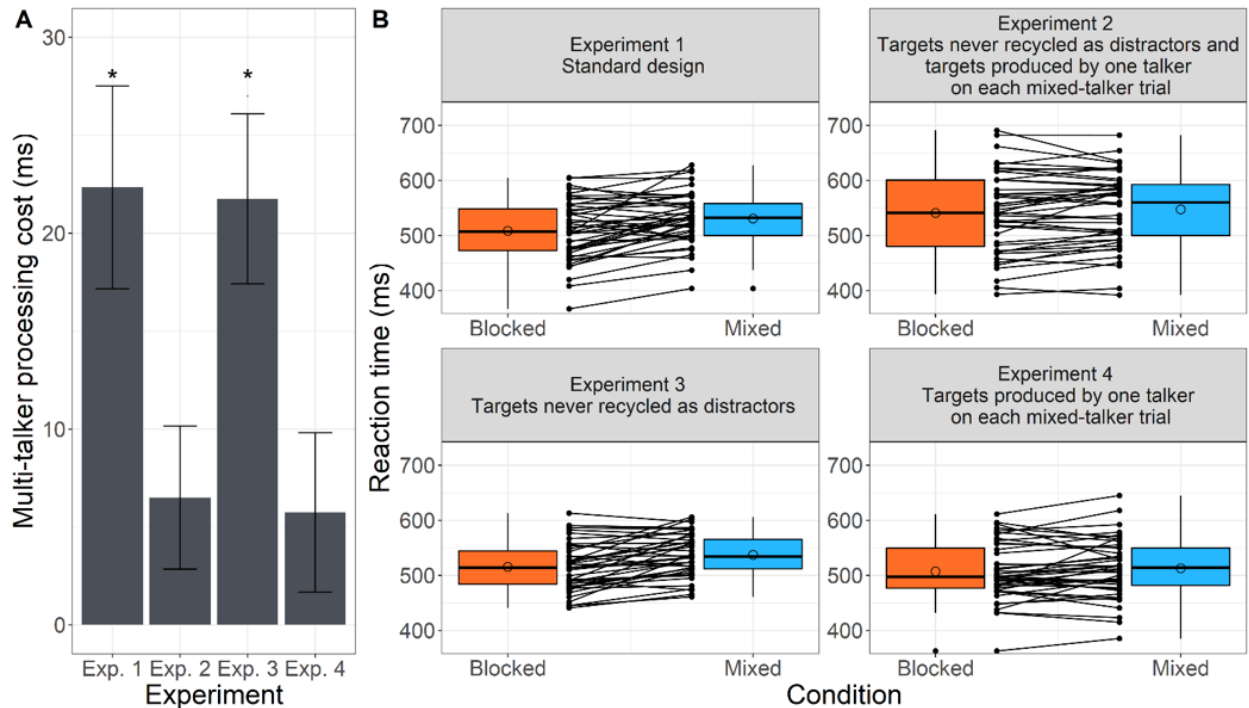 A
Multi-talker processing cost (ms)
30
20
10
0
*
*
Exp. 1
Exp. 2
Exp. 3
Exp. 4
Experiment
B
Reaction time (ms)
Experiment 1
Standard design
700
600
500
400
Blocked
Mixed
Experiment 2
Targets never recycled as distractors and
targets produced by one talker
on each mixed-talker trial
700
600
500
400
Blocked
Mixed
Experiment 3
Targets never recycled as distractors
700
600
500
400
Blocked
Mixed
Experiment 4
Targets produced by one talker
on each mixed-talker trial
700
600
500
400
Blocked
Mixed
Condition